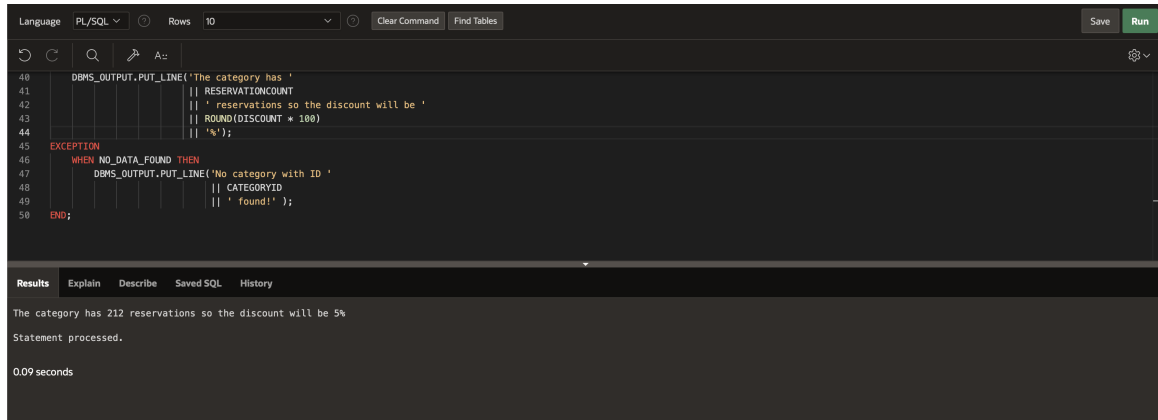 Language PL/SQL Rows 10 Clear Command Find Tables Save Run
A::
40 DBMS_OUTPUT.PUT_LINE('The category has '
41 || RESERVATIONCOUNT
42 || ' reservations so the discount will be '
43 || ROUND(DISCOUNT * 100)
44 || '%');
45 EXCEPTION
46 WHEN NO_DATA_FOUND THEN
47 DBMS_OUTPUT.PUT_LINE('No category with ID '
48 || CATEGORYID
49 || ' found!' );
50 END;
Results Explain Describe Saved SQL History
The category has 212 reservations so the discount will be 5%
Statement processed.
0.09 seconds